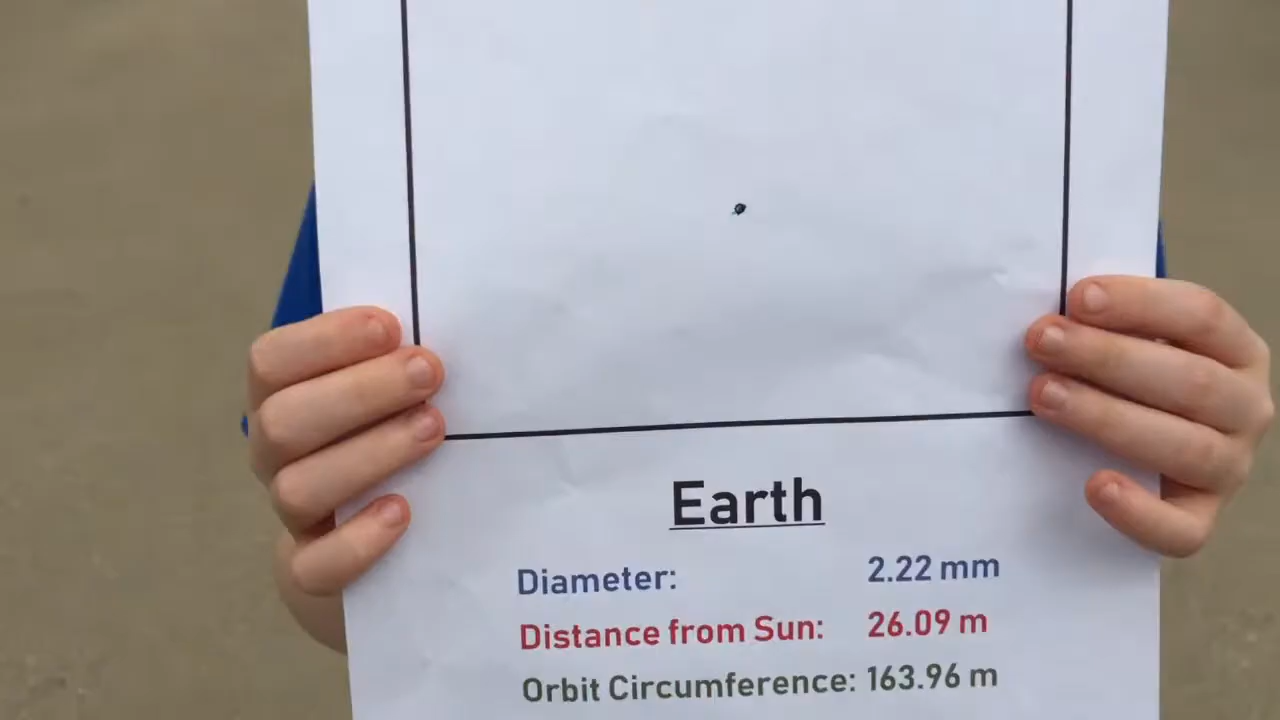 Earth
Diameter: 2.22 mm
Distance from Sun: 26.09 m
Orbit Circumference: 163.96 m